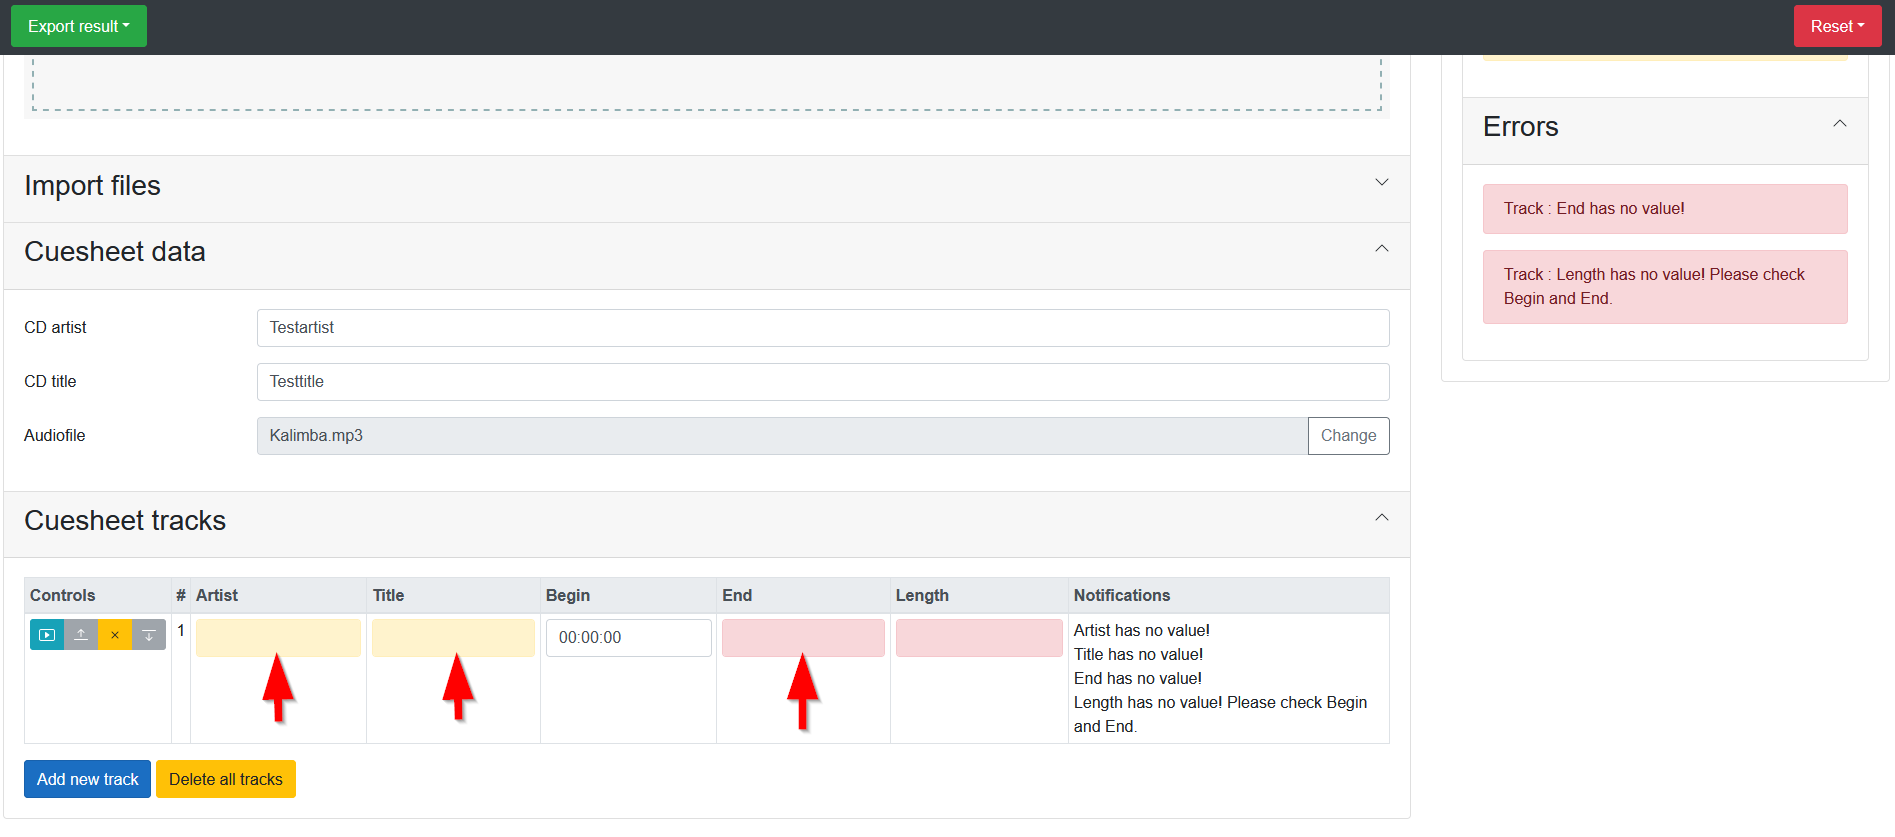 Export result
Reset
Errors
Track : End has no value!
Track : Length has no value! Please check
Begin and End.
Import files
Cuesheet data
CD artist
Testartist
CD title
Testtitle
Audiofile
Kalimba.mp3
Change
Cuesheet tracks
Controls # Artist Title Begin End Length Notifications
1 00:00:00 Artist has no value!
Title has no value!
End has no value!
Length has no value! Please check Begin
and End.
Add new track
Delete all tracks